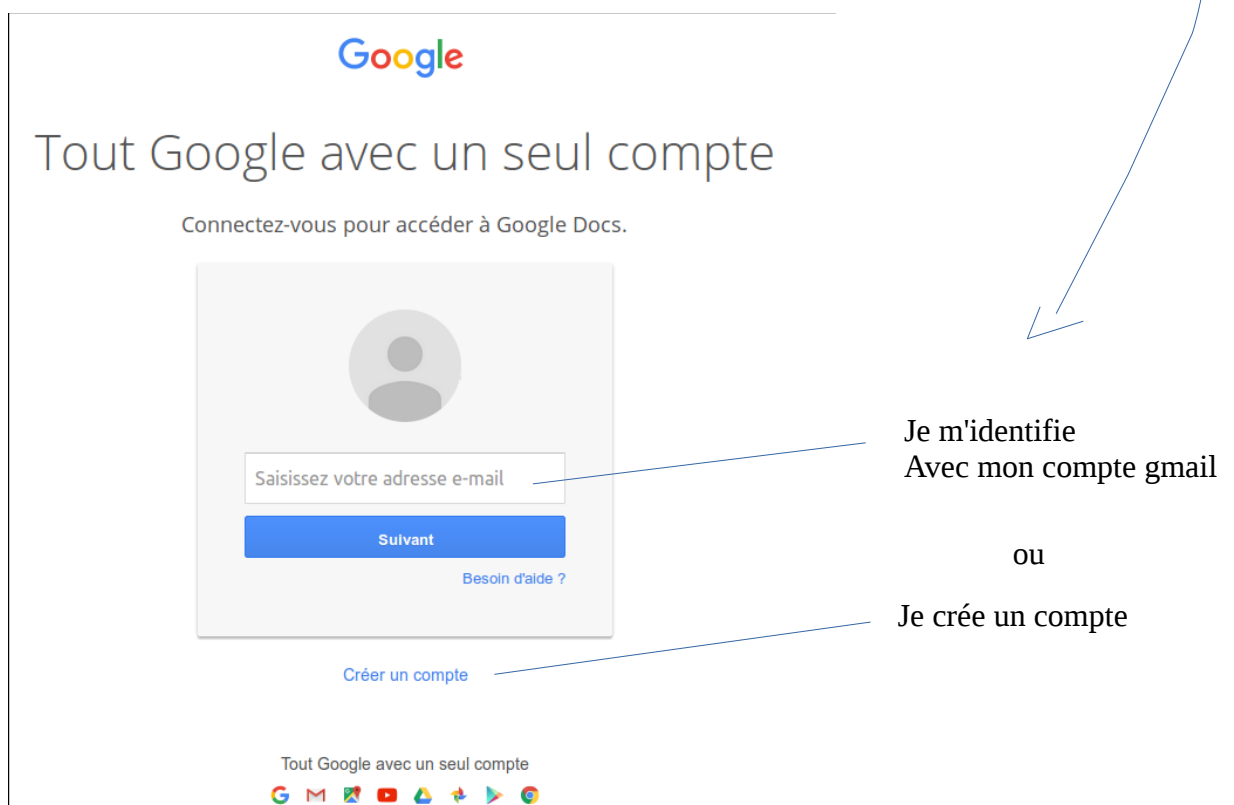 Google
Tout Google avec un seul compte
Connectez-vous pour accéder à Google Docs.
Saisissez votre adresse e-mail
Suivant
Besoin d'aide ?
Créer un compte
Tout Google avec un seul compte
Je m'identifie
Avec mon compte gmail
ou
Je crée un compte